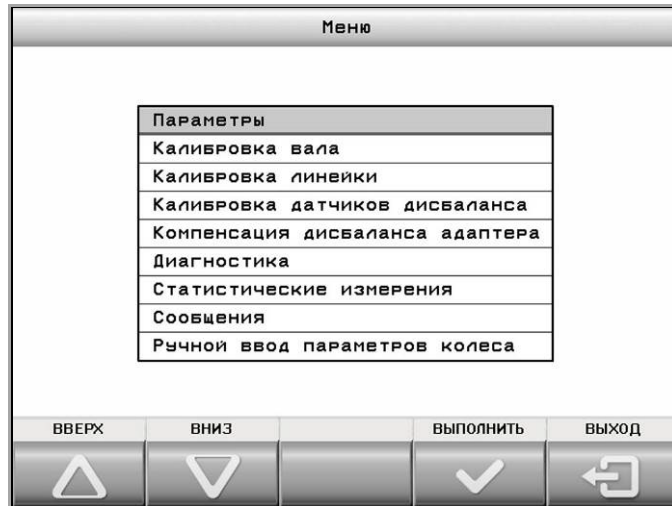 Меню
Параметры
Калибровка вала
Калибровка линейки
Калибровка датчиков дисбаланса
Компенсация дисбаланса адаптера
Диагностика
Статистические измерения
Сообщения
Ручной ввод параметров колеса
ВВЕРХ ВНИЗ ВЫПОЛНИТЬ ВЫХОД